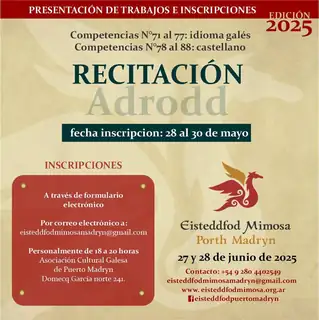 PRESENTACIÓN DE TRABAJOS E INSCRIPCIONES
EDICIÓN
2025
Competencias N°71 al 77: idioma galés
Competencias N°78 al 88: castellano
RECITACIÓN
Adrodd
fecha inscripcion: 28 al 30 de mayo
INSCRIPCIONES
A través de formulario
electrónico
Por correo electrónico a:
eisteddfodmimosamadryn@gmail.com
Personalmente de 18 a 20 horas
Asociación Cultural Galesa
de Puerto Madryn
Domecq García norte 241.
Eisteddfod Mimosa
Porth Madryn
27 y 28 de junio de 2025
Contacto: +54 9 280 4402549
eisteddfodmimosamadryn@gmail.com
www.eisteddfodmimosa.org.ar
eisteddfodpuertomadryn